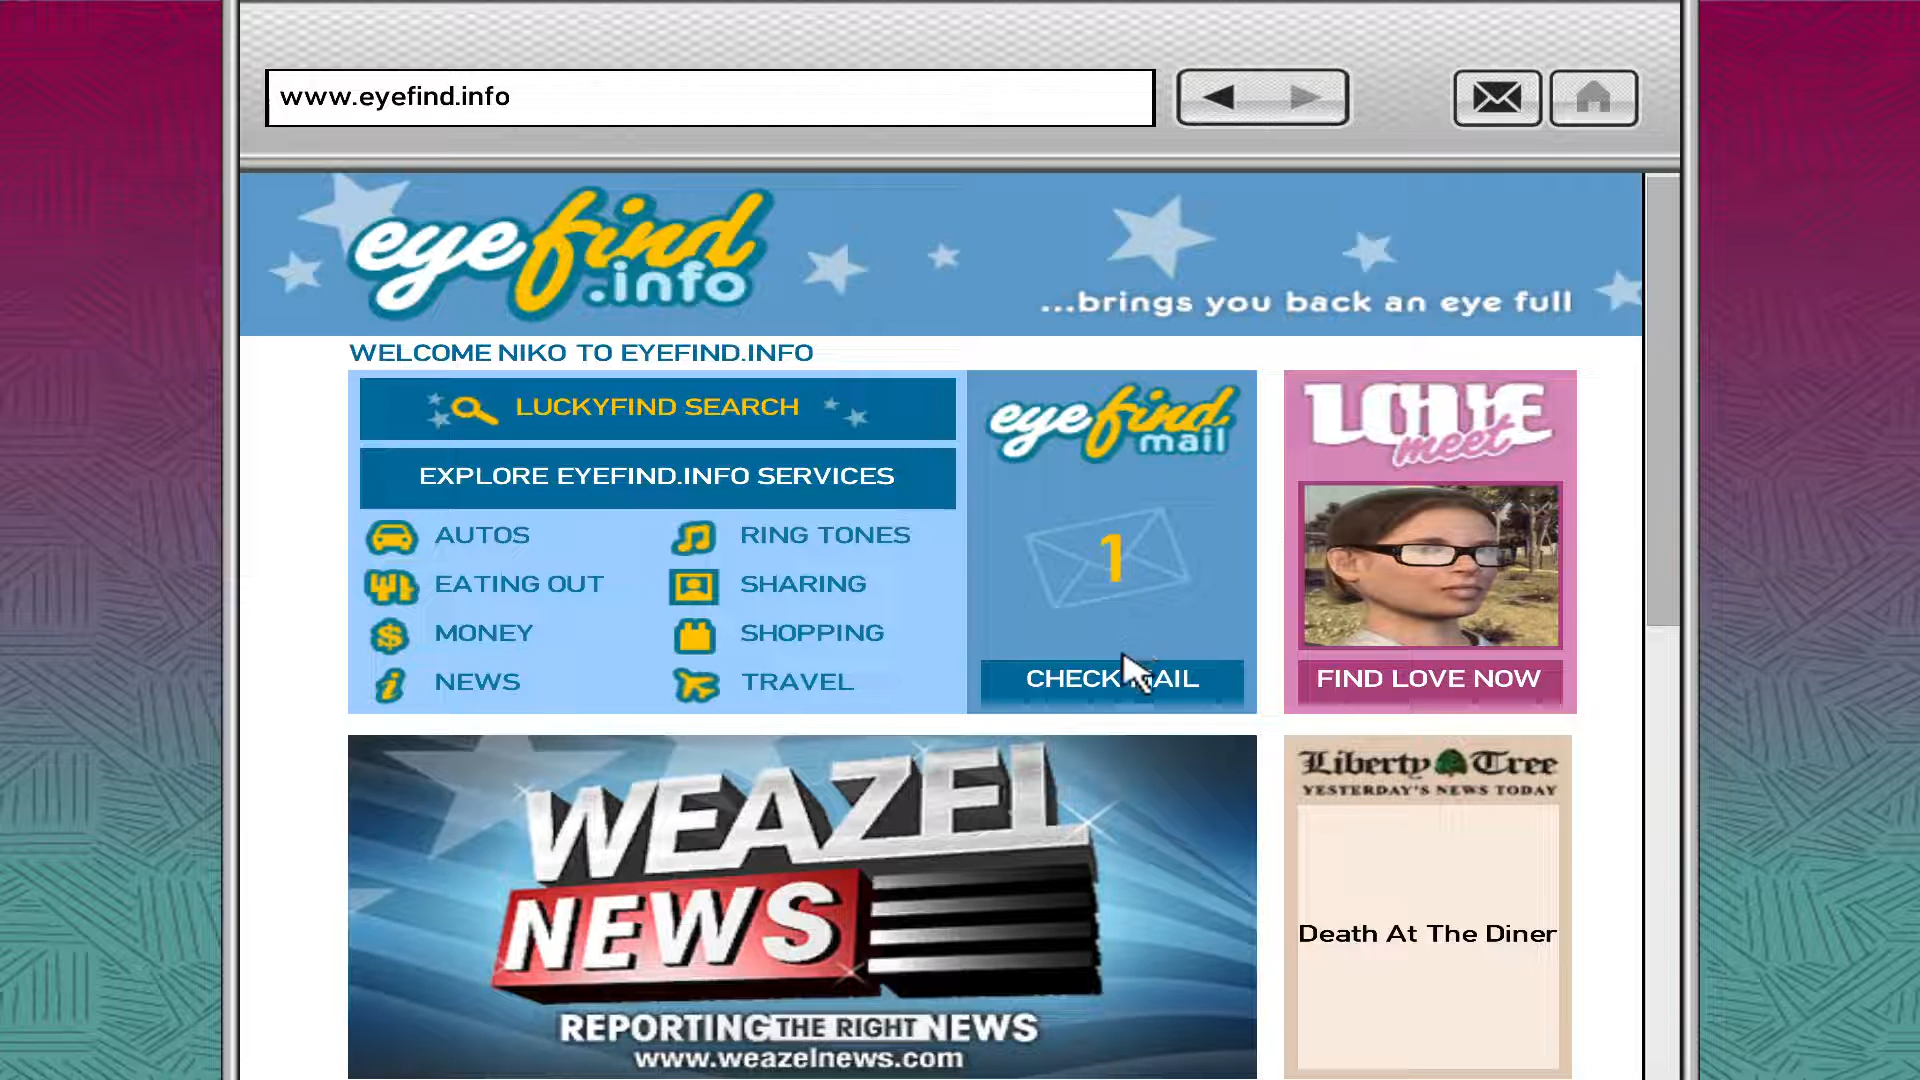 www.eyefind.info
eyefind.info
...brings you back an eye full
WELCOME NIKO TO EYEFIND.INFO
LUCKYFIND SEARCH
EXPLORE EYEFIND.INFO SERVICES
AUTOS
RING TONES
EATING OUT
SHARING
MONEY
SHOPPING
NEWS
TRAVEL
eyefind
mail
1
CHECK MAIL
LOVE
meet
FIND LOVE NOW
WEAZEL
NEWS
REPORTING THE RIGHT NEWS
www.weazelnews.com
Liberty Tree
YESTERDAY'S NEWS TODAY
Death At The Diner